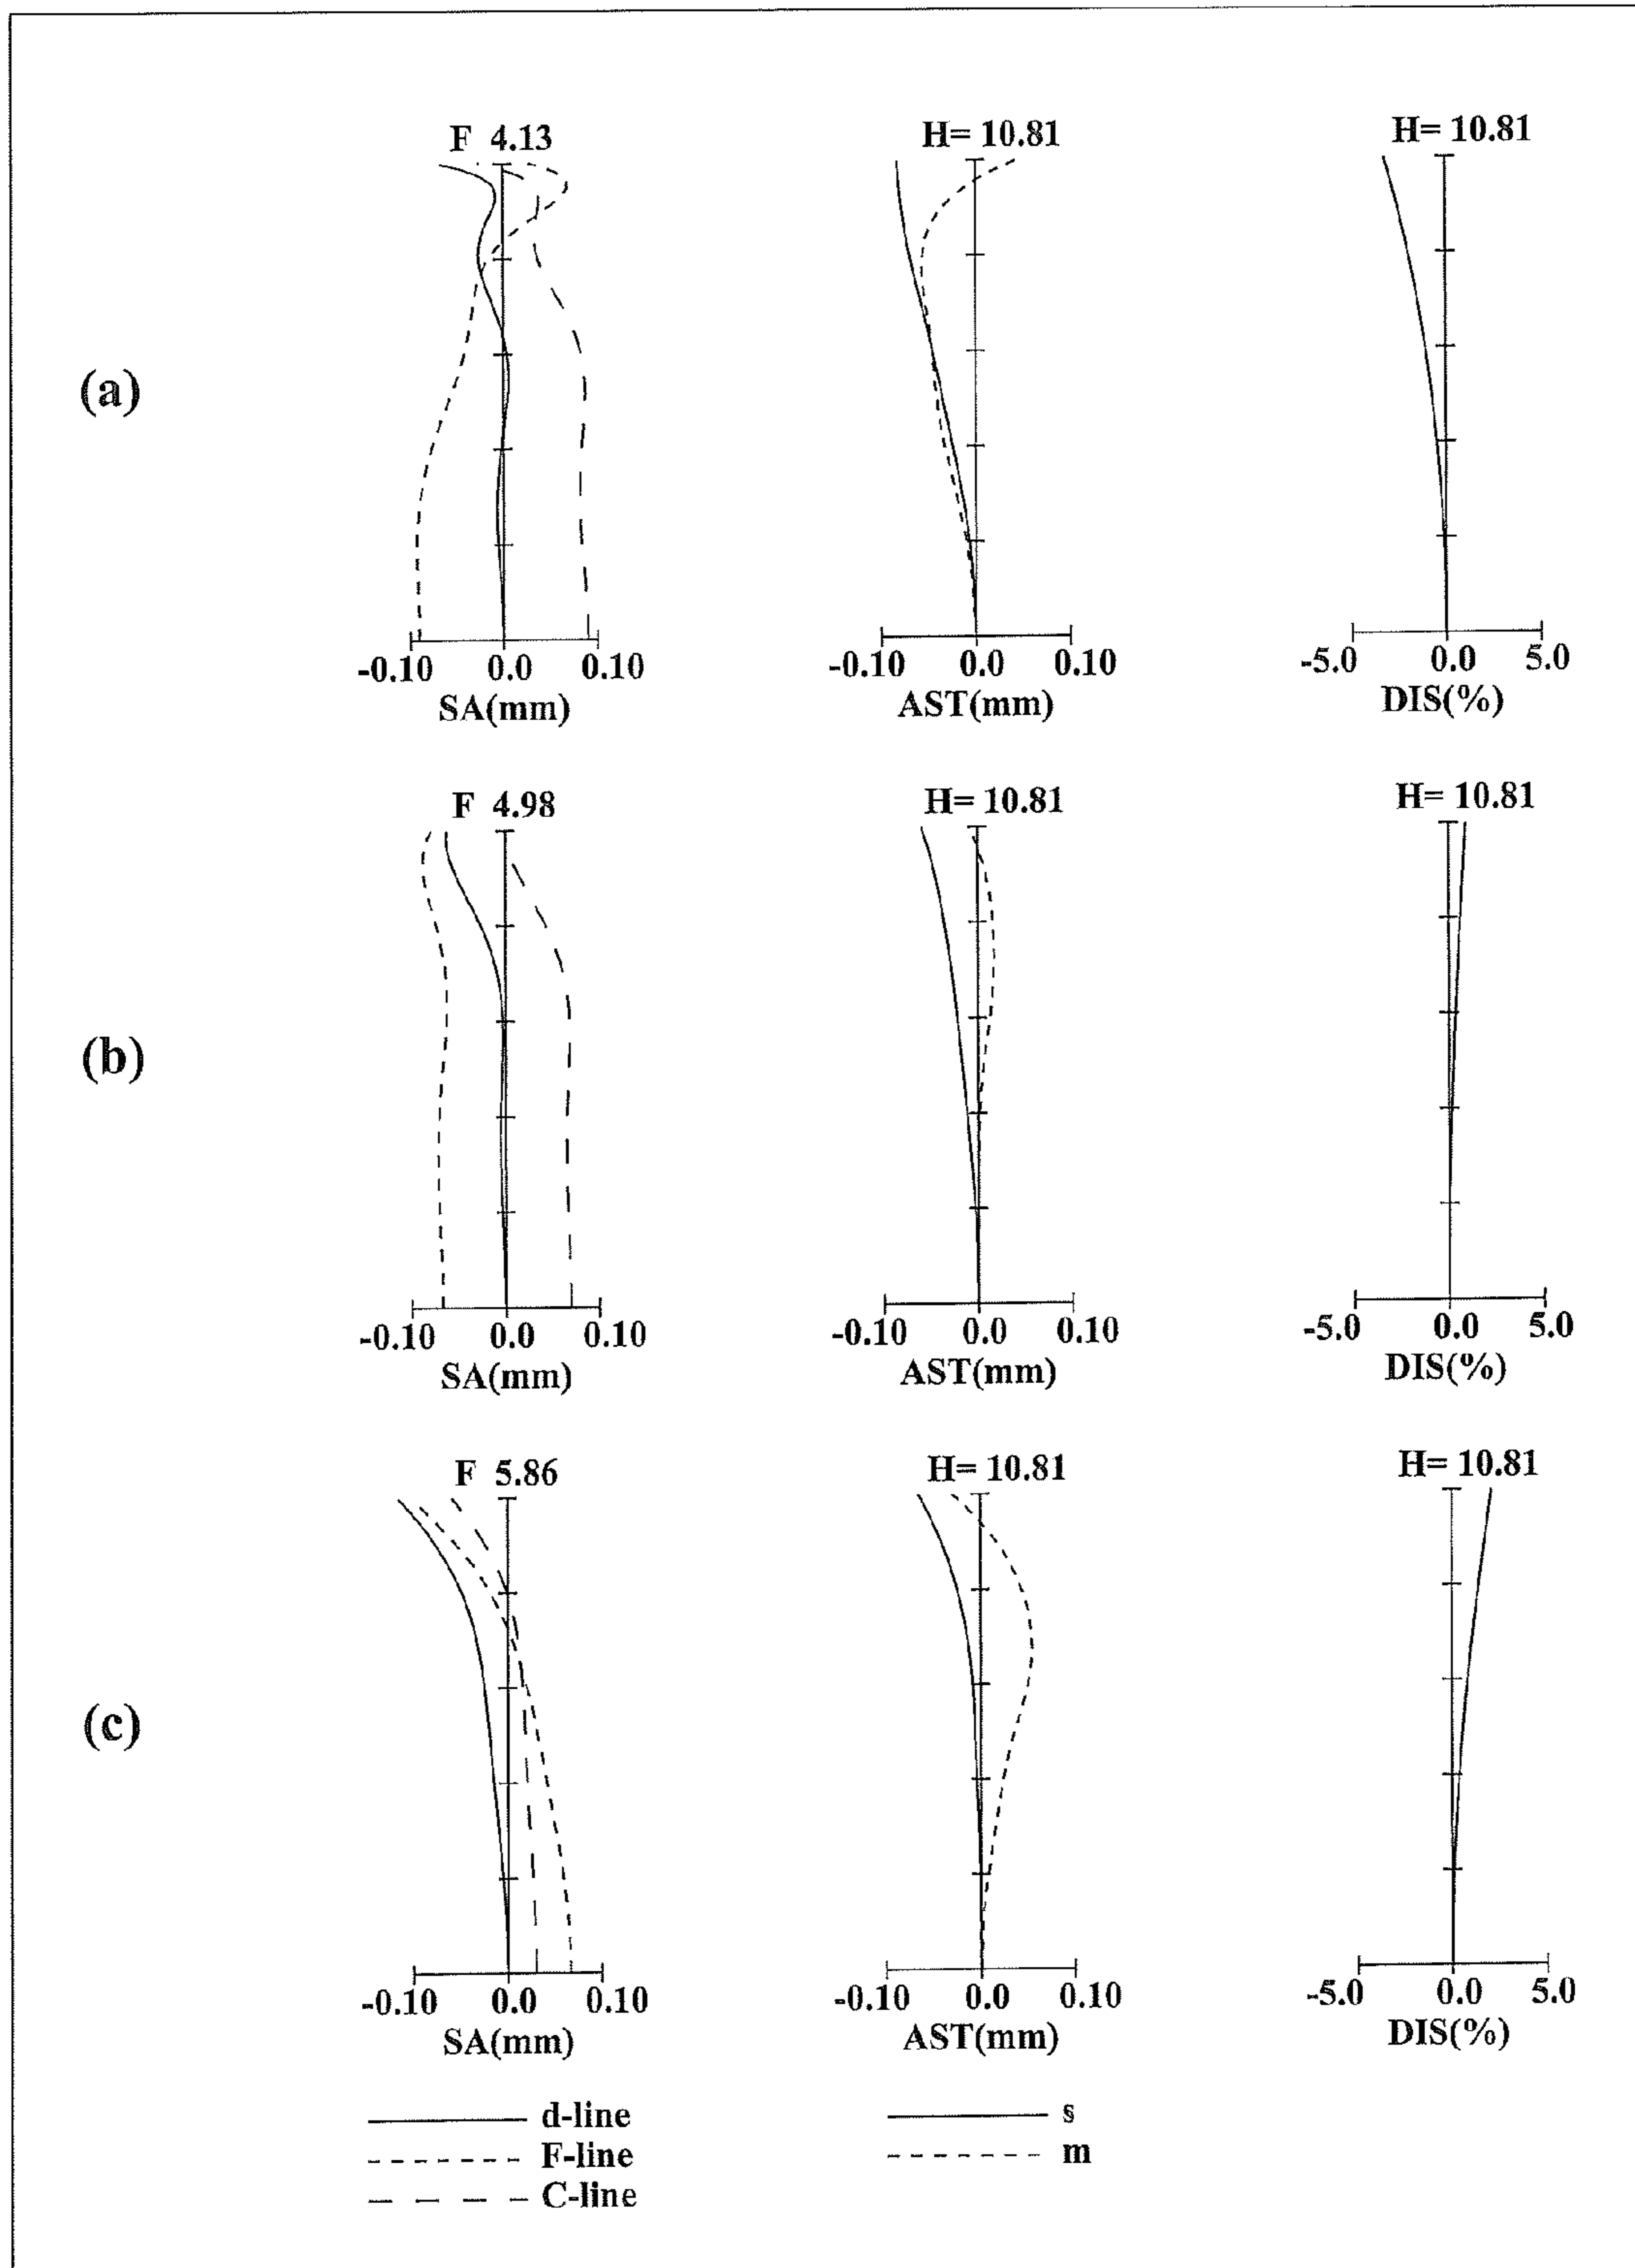 F 4.13
H= 10.81
H= 10.81
(a)
-0.10 0.0 0.10
SA(mm)
-0.10 0.0 0.10
AST(mm)
-5.0 0.0 5.0
DIS(%)
F 4.98
H= 10.81
H= 10.81
(b)
-0.10 0.0 0.10
SA(mm)
-0.10 0.0 0.10
AST(mm)
-5.0 0.0 5.0
DIS(%)
F 5.86
H= 10.81
H= 10.81
(c)
-0.10 0.0 0.10
SA(mm)
-0.10 0.0 0.10
AST(mm)
-5.0 0.0 5.0
DIS(%)
d-line
F-line
C-line
s
m